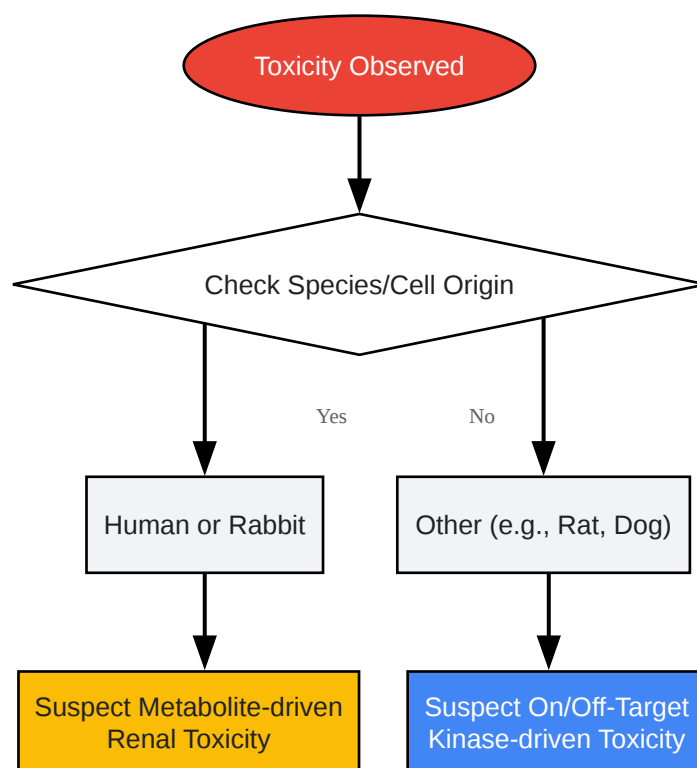 Toxicity Observed
Check Species/Cell Origin
Yes
No
Human or Rabbit
Other (e.g., Rat, Dog)
Suspect Metabolite-driven
Renal Toxicity
Suspect On/Off-Target
Kinase-driven Toxicity